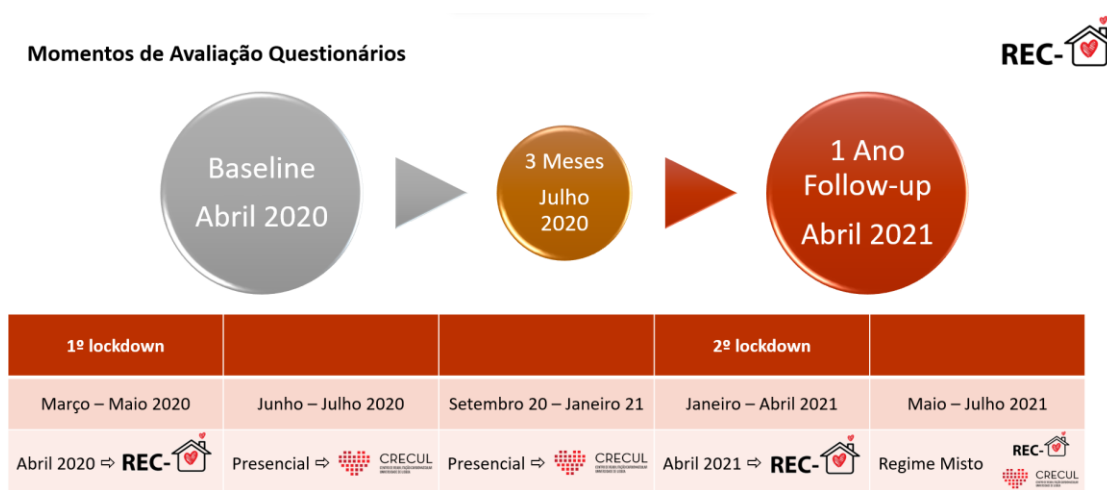 Momentos de Avaliação Questionários
REC-
Baseline
Abril 2020
3 Meses
Julho
2020
1 Ano
Follow-up
Abril 2021
1º lockdown
2º lockdown
Março – Maio 2020
Junho – Julho 2020
Setembro 20 – Janeiro 21
Janeiro – Abril 2021
Maio – Julho 2021
Abril 2020 ⇨ REC-
Presencial ⇨ CRECUL
Presencial ⇨ CRECUL
Abril 2021 ⇨ REC-
Regime Misto
REC-
CRECUL